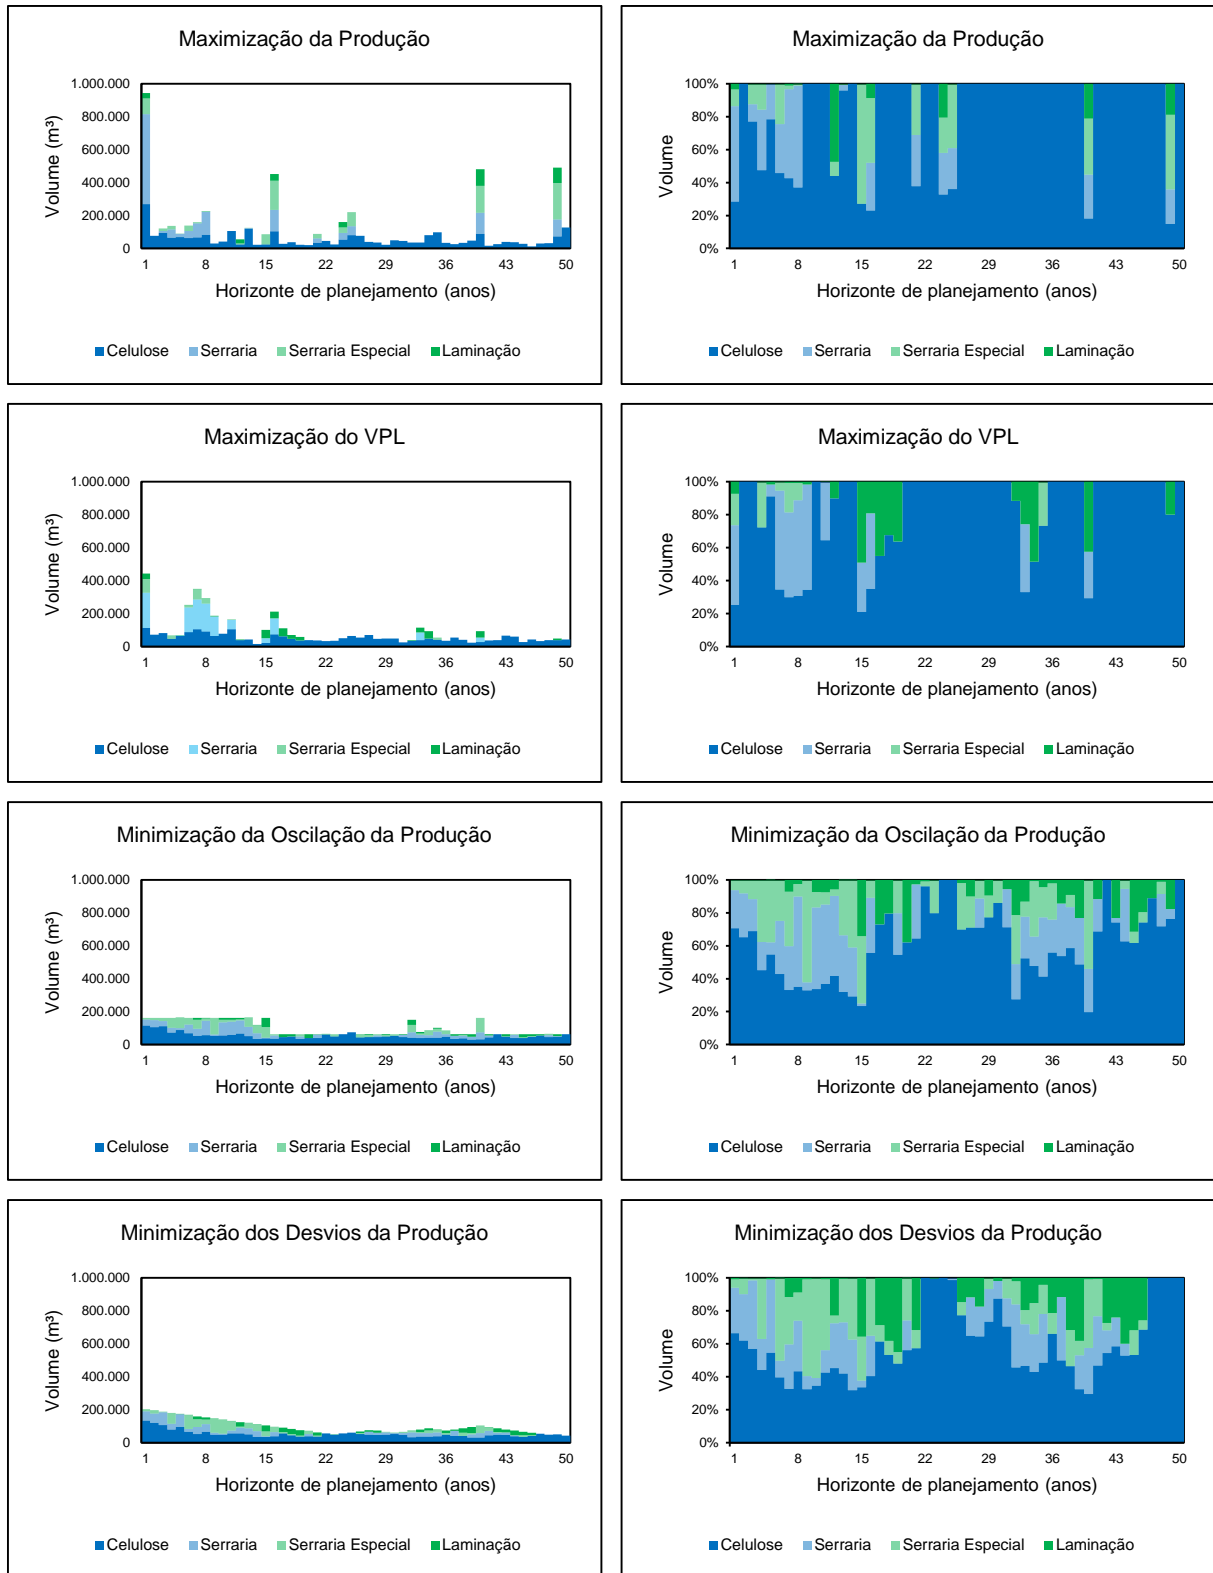 Maximização da Produção
1.000.000
800.000
600.000
400.000
200.000
0
Volume (m³)
1 8 15 22 29 36 43 50
Horizonte de planejamento (anos)
Celulose Serraria Serraria Especial Laminação
Maximização da Produção
100%
80%
60%
40%
20%
0%
Volume
1 8 15 22 29 36 43 50
Horizonte de planejamento (anos)
Celulose Serraria Serraria Especial Laminação
Maximização do VPL
1.000.000
800.000
600.000
400.000
200.000
0
Volume (m³)
1 8 15 22 29 36 43 50
Horizonte de planejamento (anos)
Celulose Serraria Serraria Especial Laminação
Maximização do VPL
100%
80%
60%
40%
20%
0%
Volume
1 8 15 22 29 36 43 50
Horizonte de planejamento (anos)
Celulose Serraria Serraria Especial Laminação
Minimização da Oscilação da Produção
1.000.000
800.000
600.000
400.000
200.000
0
Volume (m³)
1 8 15 22 29 36 43 50
Horizonte de planejamento (anos)
Celulose Serraria Serraria Especial Laminação
Minimização da Oscilação da Produção
100%
80%
60%
40%
20%
0%
Volume
1 8 15 22 29 36 43 50
Horizonte de planejamento (anos)
Celulose Serraria Serraria Especial Laminação
Minimização dos Desvios da Produção
1.000.000
800.000
600.000
400.000
200.000
0
Volume (m³)
1 8 15 22 29 36 43 50
Horizonte de planejamento (anos)
Celulose Serraria Serraria Especial Laminação
Minimização dos Desvios da Produção
100%
80%
60%
40%
20%
0%
Volume
1 8 15 22 29 36 43 50
Horizonte de planejamento (anos)
Celulose Serraria Serraria Especial Laminação